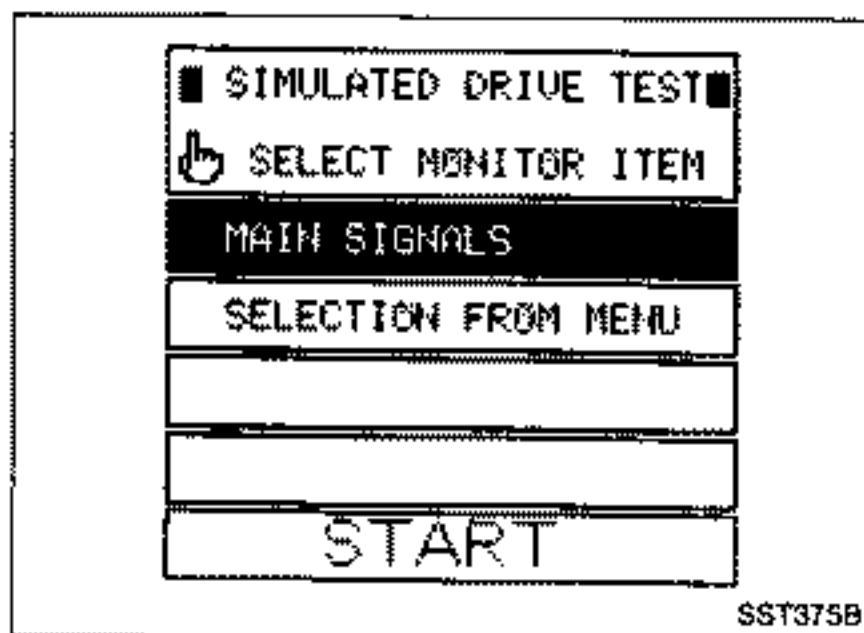 SIMULATED DRIVE TEST
SELECT MONITOR ITEM
MAIN SIGNALS
SELECTION FROM MENU
START
SST375B